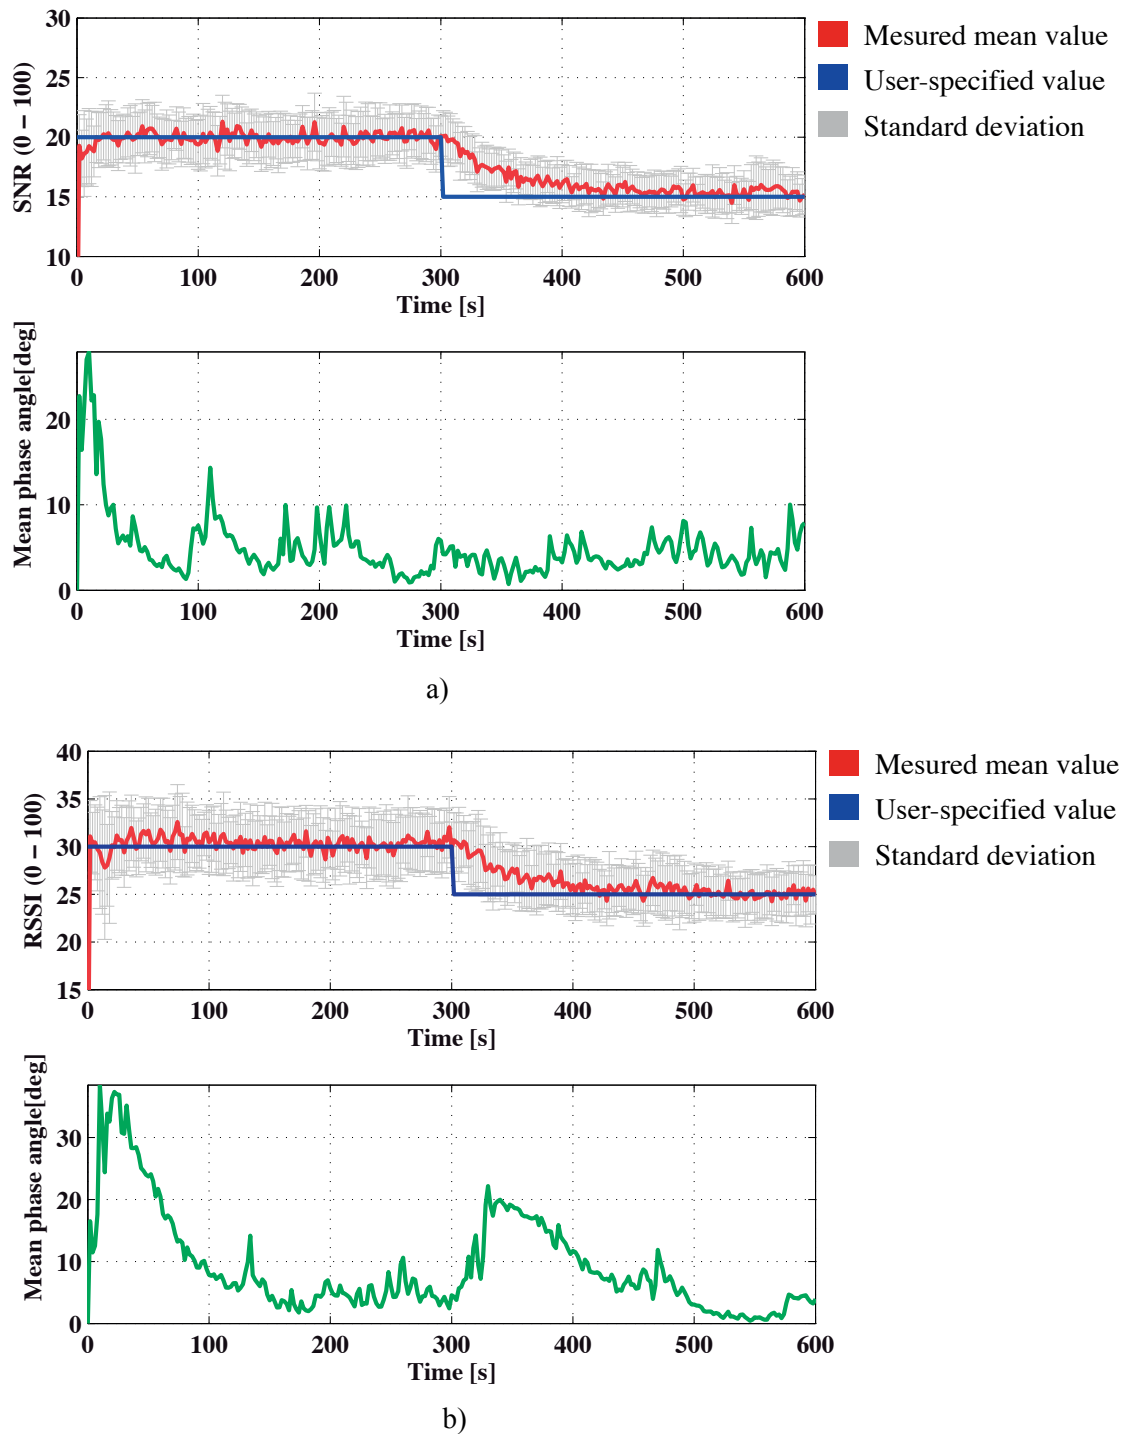 30
25
20
15
10
SNR (0 – 100)
0 100 200 300 400 500 600
Time [s]
Mesured mean value
User-specified value
Standard deviation
Mean phase angle[deg]
20
10
0
0 100 200 300 400 500 600
Time [s]
a)
40
35
30
25
20
15
RSSI (0 – 100)
0 100 200 300 400 500 600
Time [s]
Mesured mean value
User-specified value
Standard deviation
Mean phase angle[deg]
30
20
10
0
0 100 200 300 400 500 600
Time [s]
b)